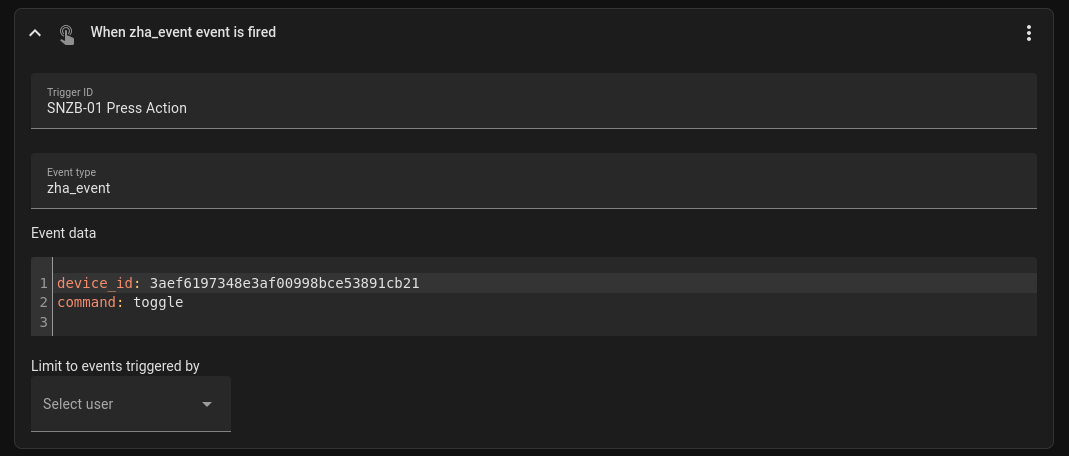 When zha_event event is fired
Trigger ID
SNZB-01 Press Action
Event type
zha_event
Event data
1 device_id: 3aef6197348e3af00998bce53891cb21
2 command: toggle
3
Limit to events triggered by
Select user